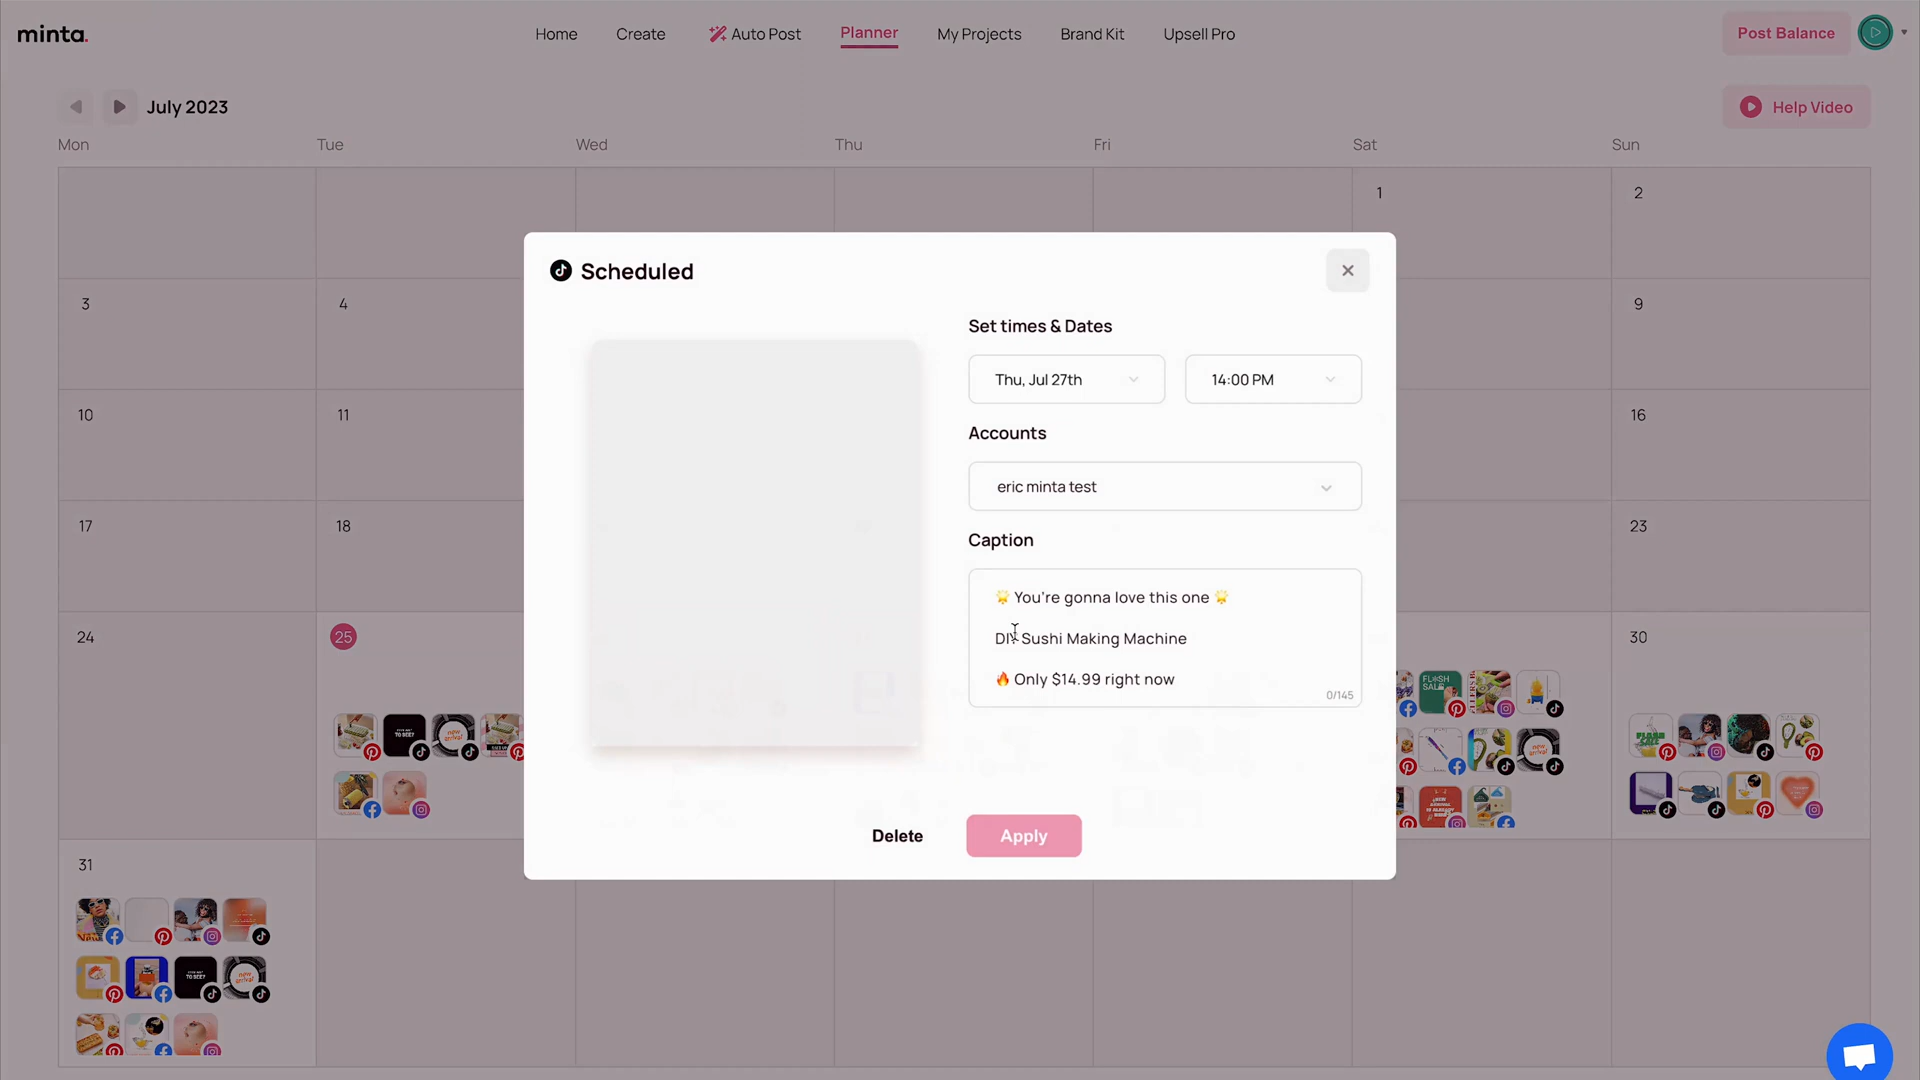 minta.
Home
Create
Auto Post
Planner
My Projects
Brand Kit
Upsell Pro
Post Balance
July 2023
Help Video
Mon
Tue
Wed
Thu
Fri
Sat
Sun
1
2
3
4
9
10
11
16
17
18
23
24
25
30
31
Scheduled
Set times & Dates
Thu, Jul 27th
14:00 PM
Accounts
eric minta test
Caption
🌟 You're gonna love this one 🌟
DIY Sushi Making Machine
🔥 Only $14.99 right now
0/145
Delete
Apply